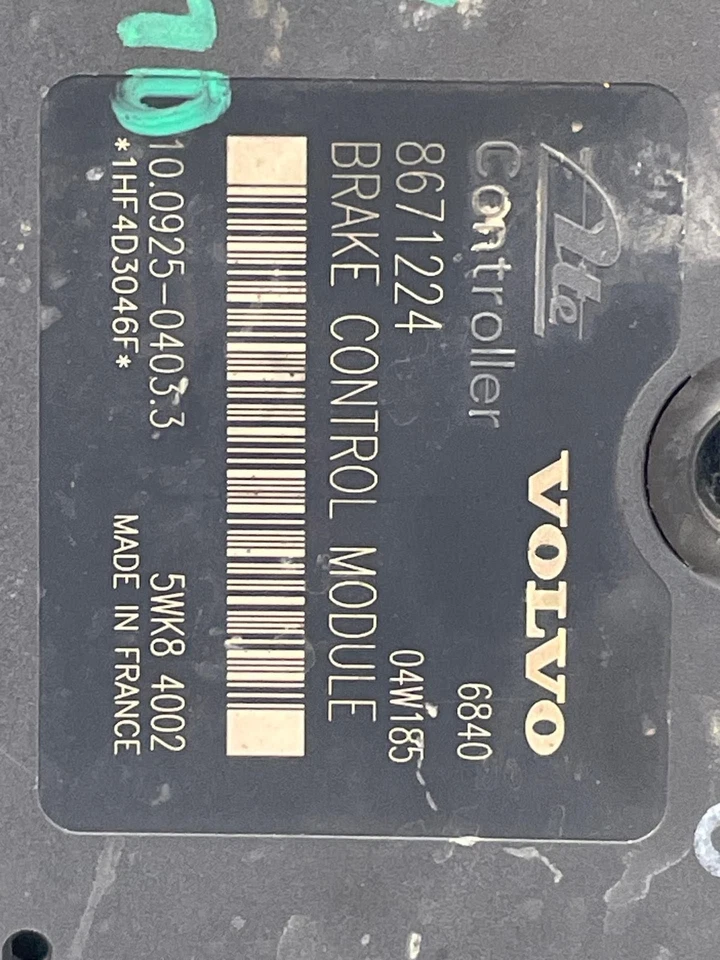 Ate VOLVO
Controller 6840
8671224 04W185
BRAKE CONTROL MODULE
10.0925-0403.3 5WK8 4002
*1HF4D3046F* MADE IN FRANCE